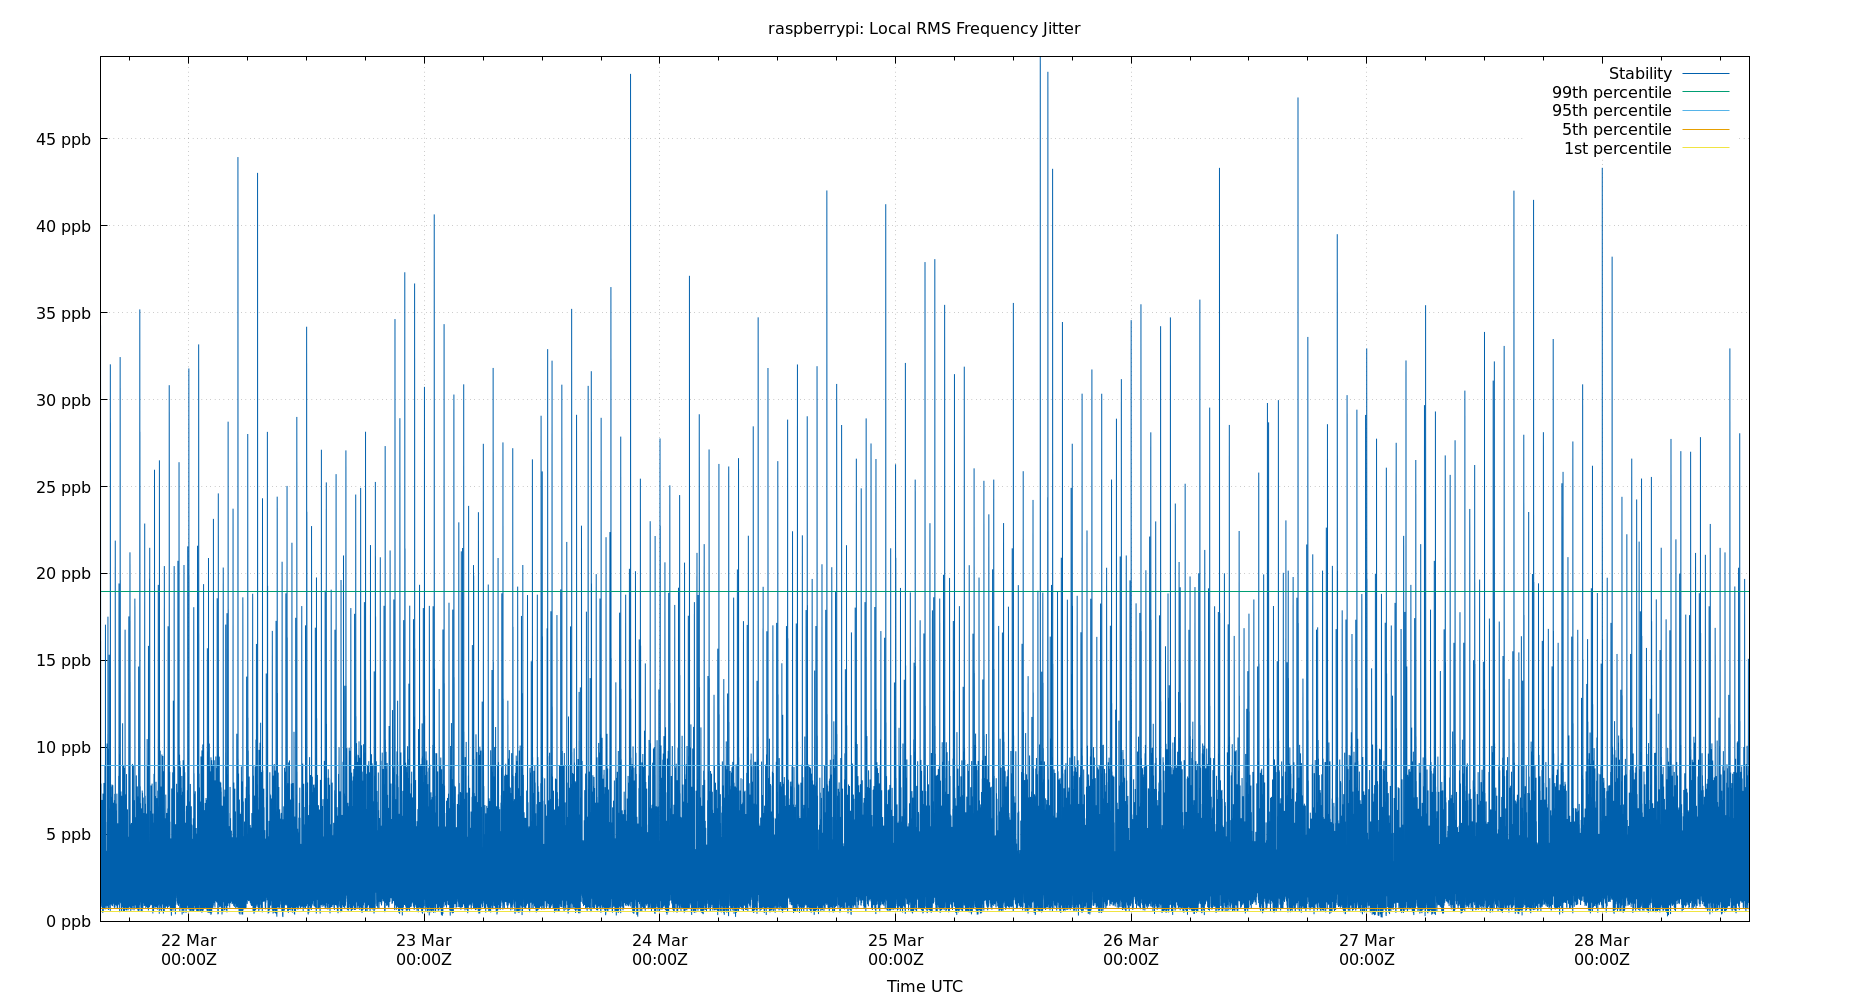 raspberrypi: Local RMS Frequency Jitter
Stability
99th percentile
95th percentile
5th percentile
1st percentile
45 ppb
40 ppb
35 ppb
30 ppb
25 ppb
20 ppb
15 ppb
10 ppb
5 ppb
0 ppb
22 Mar
00:00Z
23 Mar
00:00Z
24 Mar
00:00Z
25 Mar
00:00Z
26 Mar
00:00Z
27 Mar
00:00Z
28 Mar
00:00Z
Time UTC